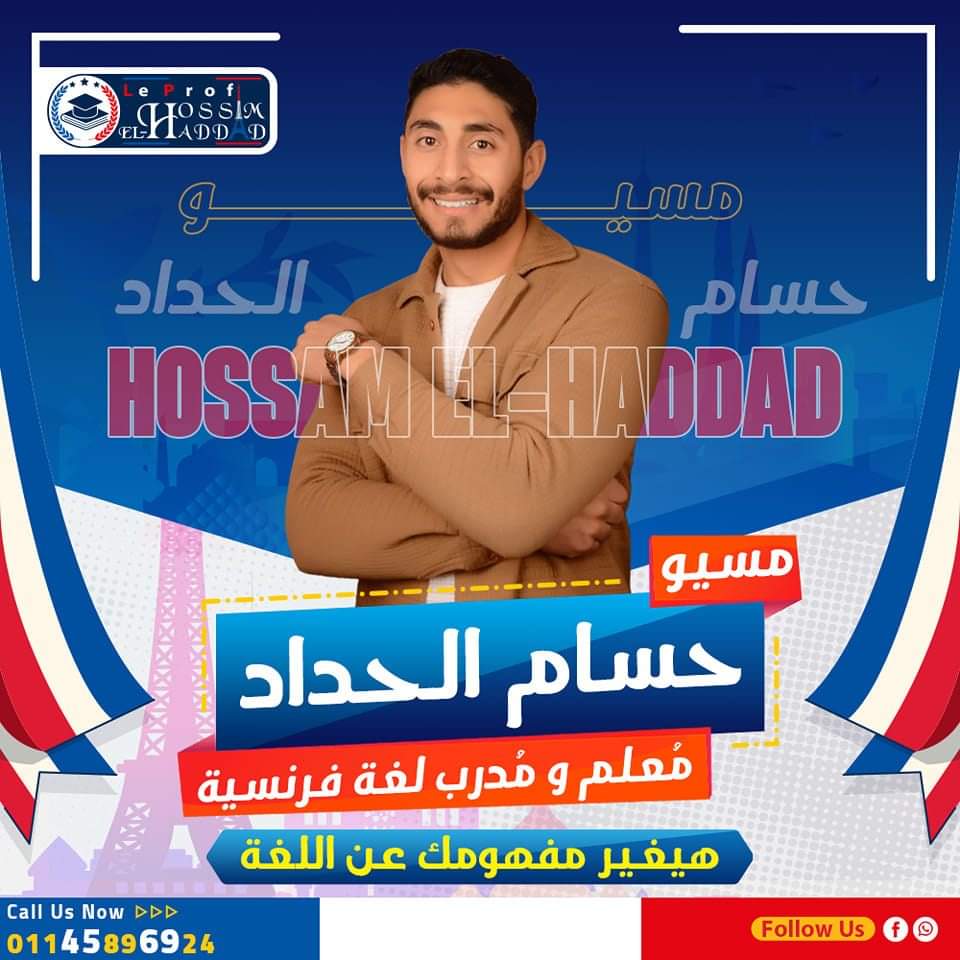 Le Prof
HOSSIM
EL-HADDAD
مسيو
حسام الحداد
HOSSAM EL-HADDAD
مسيو
حسام الحداد
مُعلم و مُدرب لغة فرنسية
هيغير مفهومك عن اللغة
Call Us Now
01145896924
Follow Us